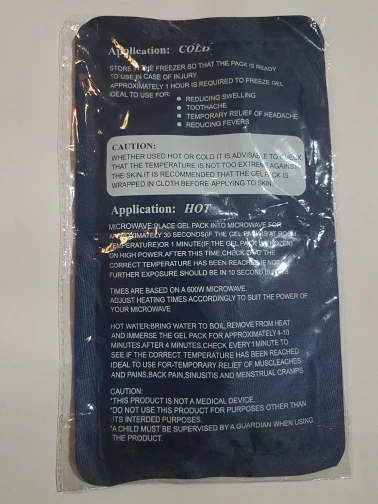 Application: COLD
STORE IN THE FREEZER SO THAT THE PACK IS READY
TO USE IN CASE OF INJURY.
APPROXIMATELY 1 HOUR IS REQUIRED TO FREEZE GEL
IDEAL TO USE FOR:
• REDUCING SWELLING
• TOOTHACHE
• TEMPORARY RELIEF OF HEADACHE
• REDUCING FEVERS
CAUTION:
WHETHER USED HOT OR COLD IT IS ADVISABLE TO CHECK
THAT THE TEMPERATURE IS NOT TOO EXTREME AGAINST
THE SKIN.IT IS RECOMMENDED THAT THE GEL PACK IS
WRAPPED IN CLOTH BEFORE APPLYING TO SKIN.
Application: HOT
MICROWAVE:PLACE GEL PACK INTO MICROWAVE FOR
APPROXIMATELY 30 SECONDS(IF THE GEL PACK IS AT ROOM
TEMPERATURE)OR 1 MINUTE(IF THE GEL PACK IS FROZEN)
ON HIGH POWER.AFTER THIS TIME,CHECK THAT THE
CORRECT TEMPERATURE HAS BEEN REACHED,IF NOT
FURTHER EXPOSURE SHOULD BE IN 10 SECOND
TIMES ARE BASED ON A 600W MICROWAVE.
ADJUST HEATING TIMES ACCORDINGLY TO SUIT THE POWER OF
YOUR MICROWAVE
HOT WATER:BRING WATER TO BOIL,REMOVE FROM HEAT
AND IMMERSE THE GEL PACK FOR APPROXIMATELY4-10
MINUTES.AFTER 4 MINUTES,CHECK EVERY 1 MINUTE TO
SEE IF THE CORRECT TEMPERATURE HAS BEEN REACHED
IDEAL TO USE FOR-TEMPORARY RELIEF OF MUSCLEACHES
AND PAINS,BACK PAIN,SINUSITIS AND MENSTRUAL CRAMPS
CAUTION:
*THIS PRODUCT IS NOT A MEDICAL DEVICE.
*DO NOT USE THIS PRODUCT FOR PURPOSES OTHER THAN
ITS INTERDED PURPOSES.
*A CHILD MUST BE SUPERVISED BY A GUARDIAN WHEN USING
THE PRODUCT.